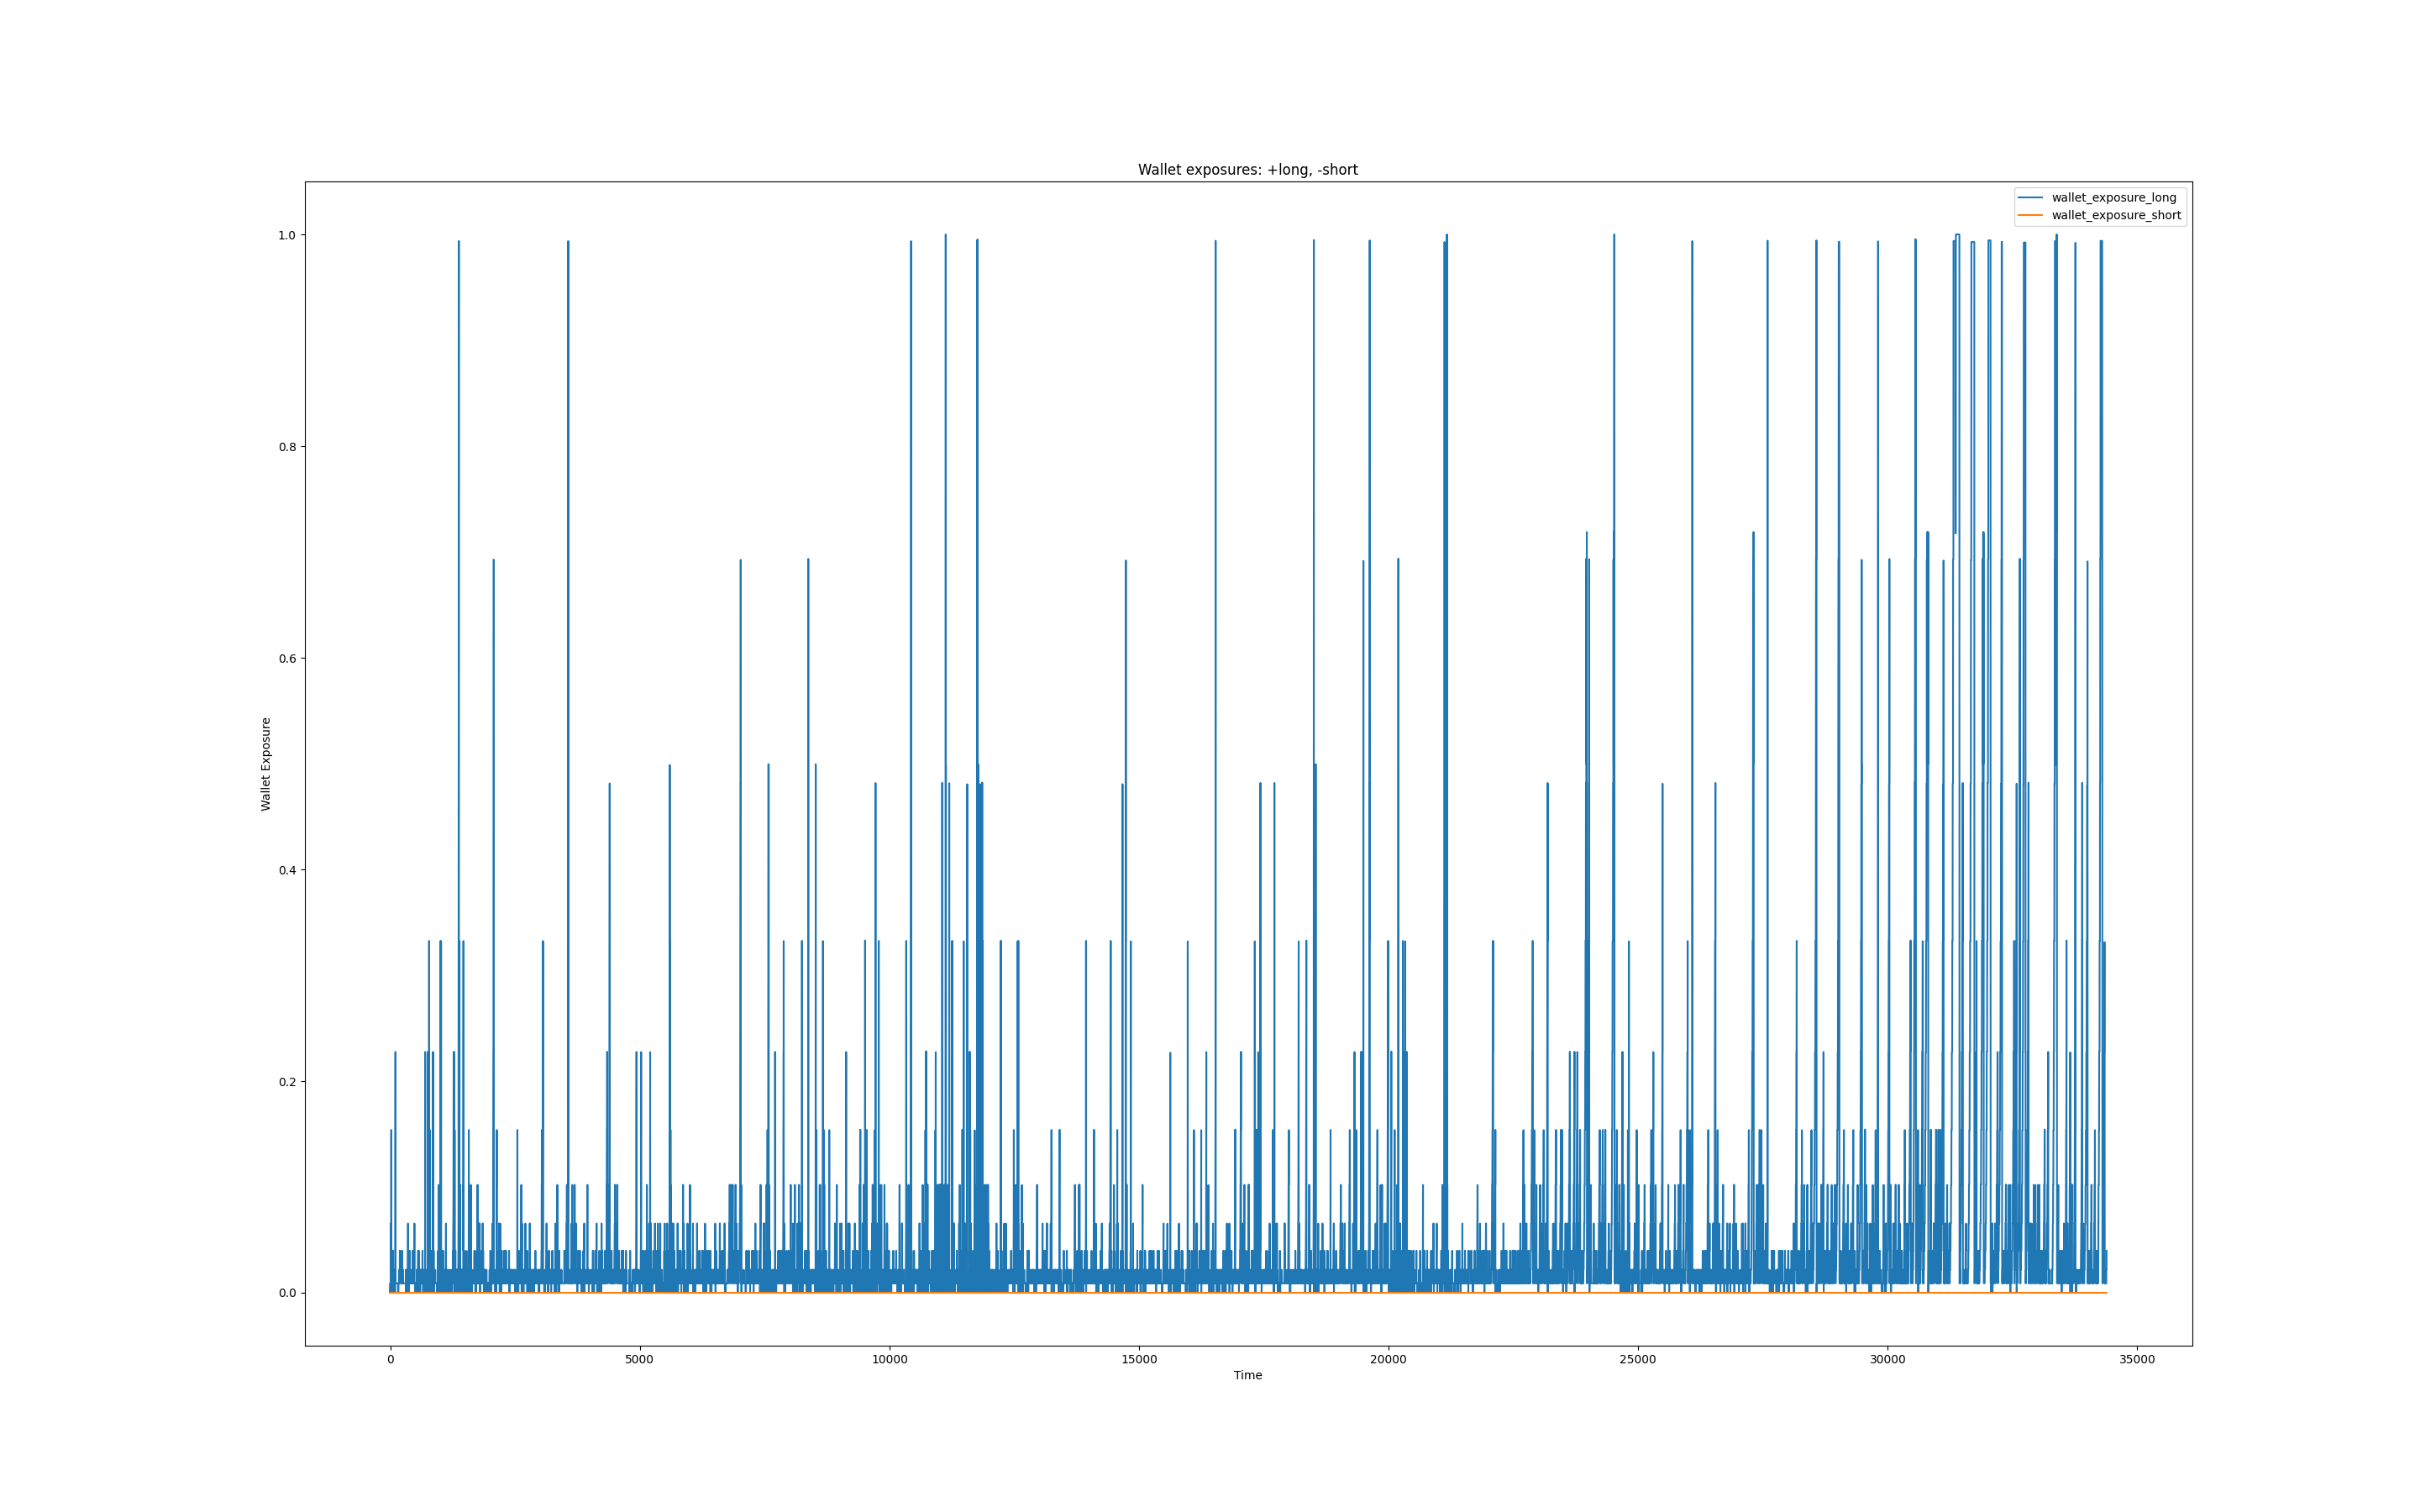 Wallet exposures: +long, -short
wallet_exposure_long
wallet_exposure_short
1.0
0.8
0.6
0.4
0.2
0.0
Wallet Exposure
0 5000 10000 15000 20000 25000 30000 35000
Time